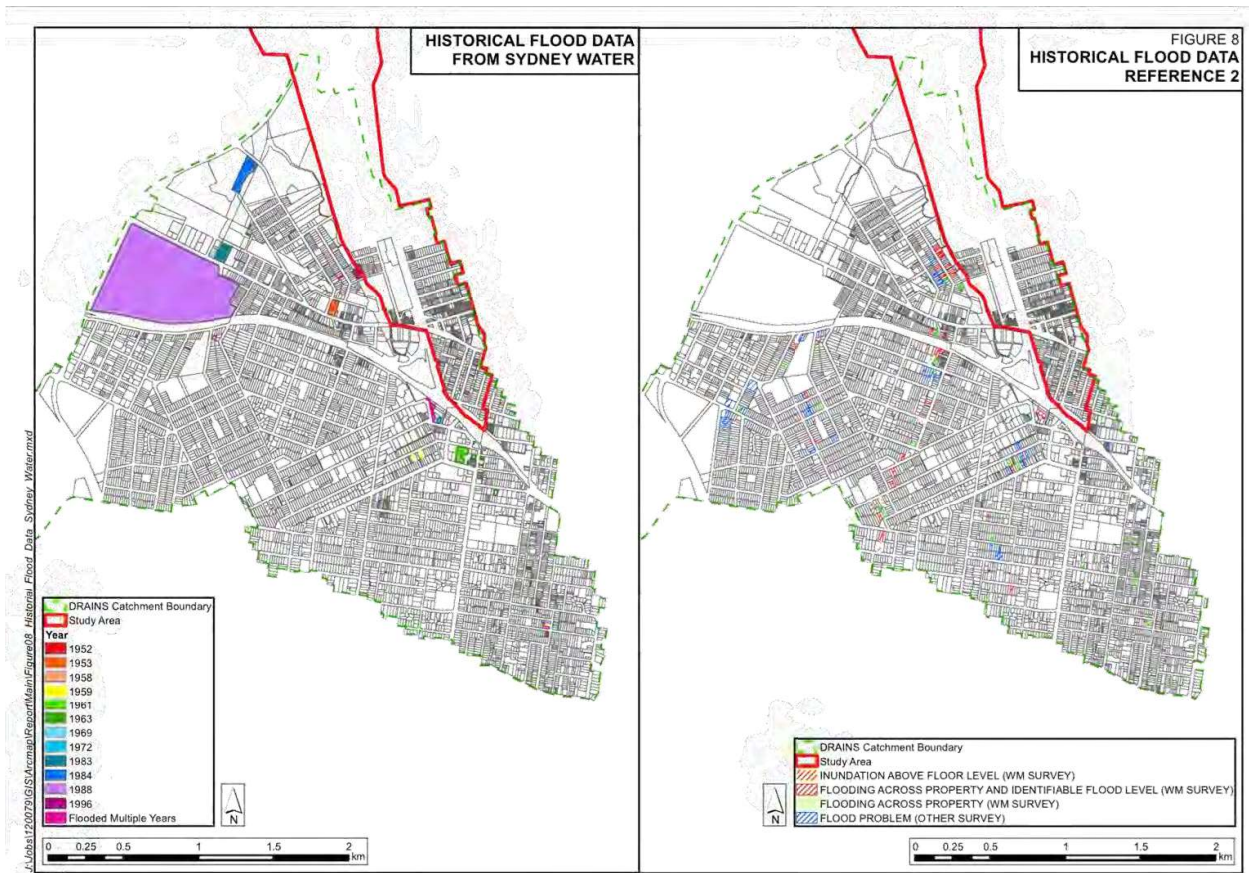 HISTORICAL FLOOD DATA
FROM SYDNEY WATER
DRAINS Catchment Boundary
Study Area
Year
1952
1953
1958
1959
1961
1963
1969
1972
1983
1984
1988
1996
Flooded Multiple Years
N
0 0.25 0.5 1 1.5 2
km
J:\Jobs\120079\GIS\Arcmap\Report\Main\Figure08_Historial_Flood_Data_Sydney_Water.mxd
FIGURE 8
HISTORICAL FLOOD DATA
REFERENCE 2
DRAINS Catchment Boundary
Study Area
INUNDATION ABOVE FLOOR LEVEL (WM SURVEY)
FLOODING ACROSS PROPERTY AND IDENTIFIABLE FLOOD LEVEL (WM SURVEY)
FLOODING ACROSS PROPERTY (WM SURVEY)
FLOOD PROBLEM (OTHER SURVEY)
N
0 0.25 0.5 1 1.5 2
km